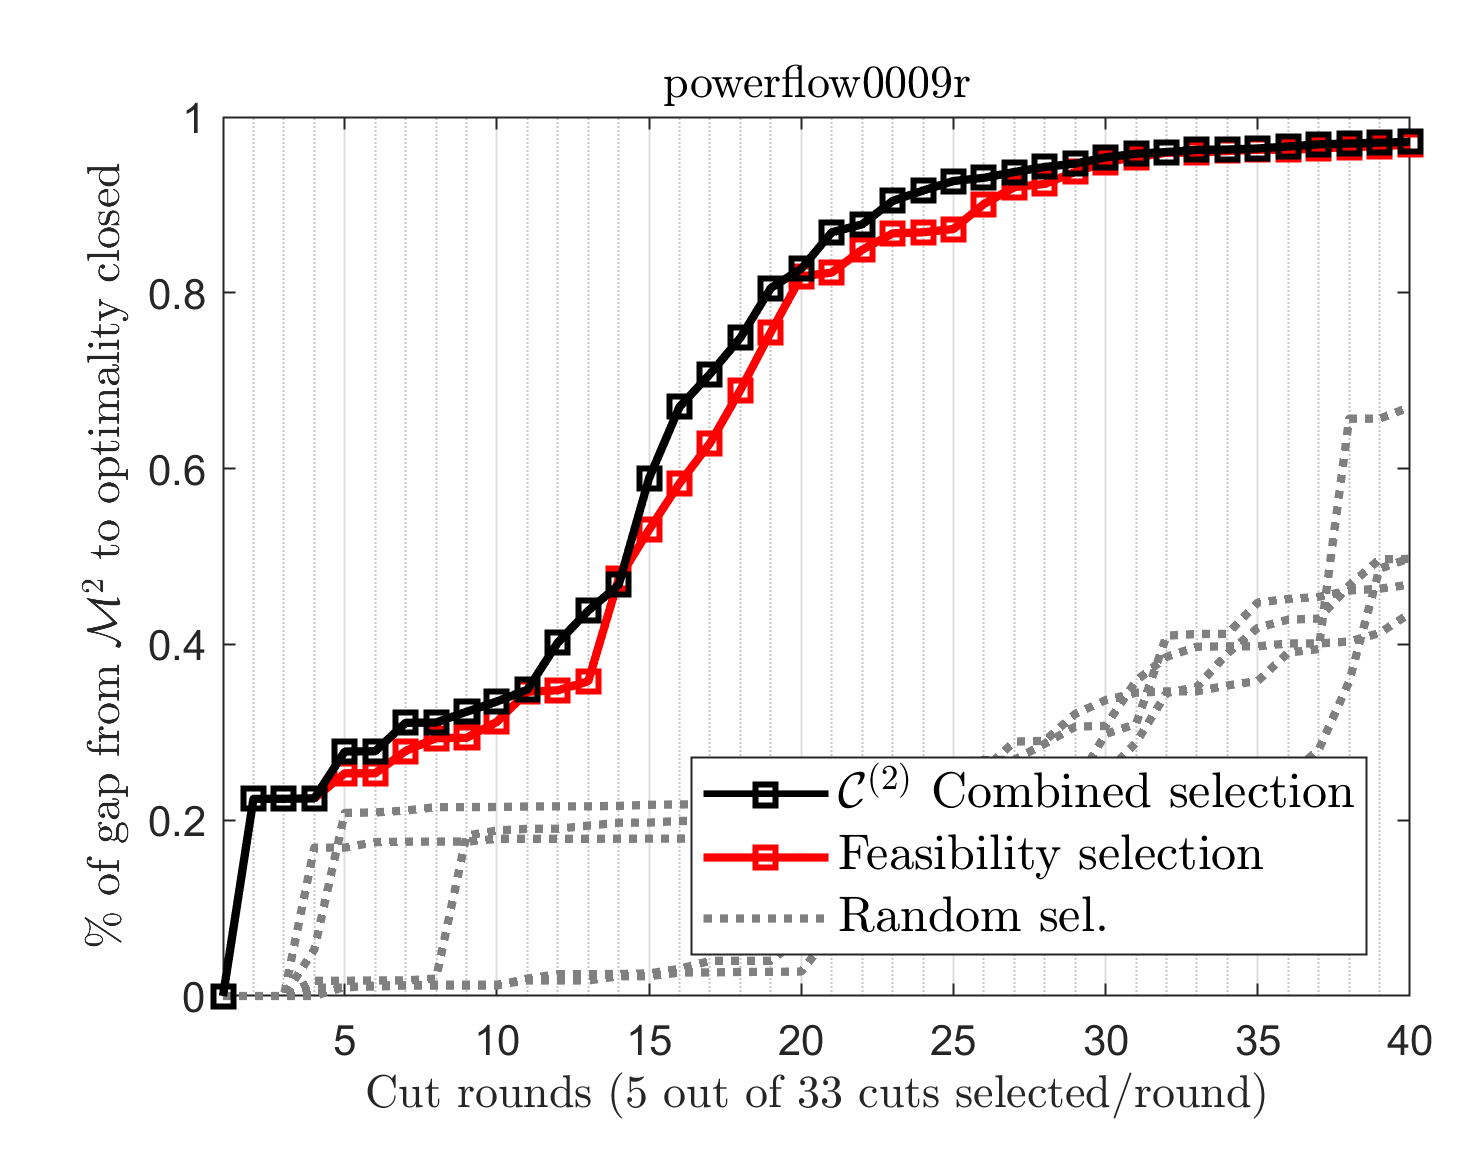 powerflow0009r
% of gap from ℳ² to optimality closed
1
0.8
0.6
0.4
0.2
0
𝒞⁽²⁾ Combined selection
Feasibility selection
Random sel.
5 10 15 20 25 30 35 40
Cut rounds (5 out of 33 cuts selected/round)